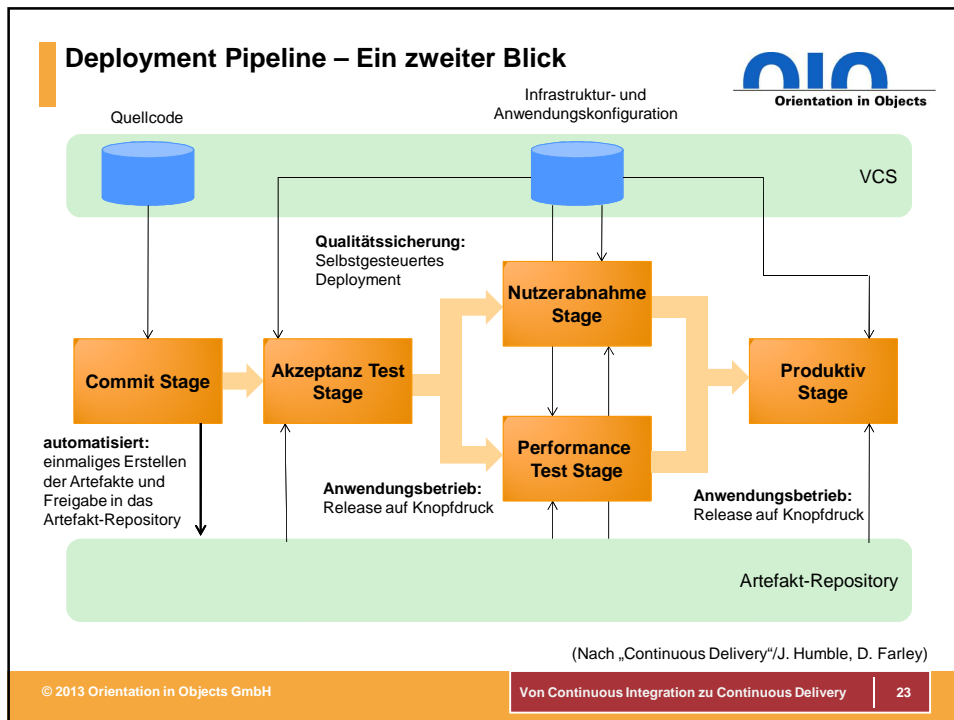 Deployment Pipeline – Ein zweiter Blick
OIO
Orientation in Objects
Quellcode
Infrastruktur- und
Anwendungskonfiguration
VCS
Qualitätssicherung:
Selbstgesteuertes
Deployment
Nutzerabnahme
Stage
Commit Stage
Akzeptanz Test
Stage
Produktiv
Stage
Performance
Test Stage
automatisiert:
einmaliges Erstellen
der Artefakte und
Freigabe in das
Artefakt-Repository
Anwendungsbetrieb:
Release auf Knopfdruck
Anwendungsbetrieb:
Release auf Knopfdruck
Artefakt-Repository
(Nach „Continuous Delivery“/J. Humble, D. Farley)
© 2013 Orientation in Objects GmbH
Von Continuous Integration zu Continuous Delivery
23